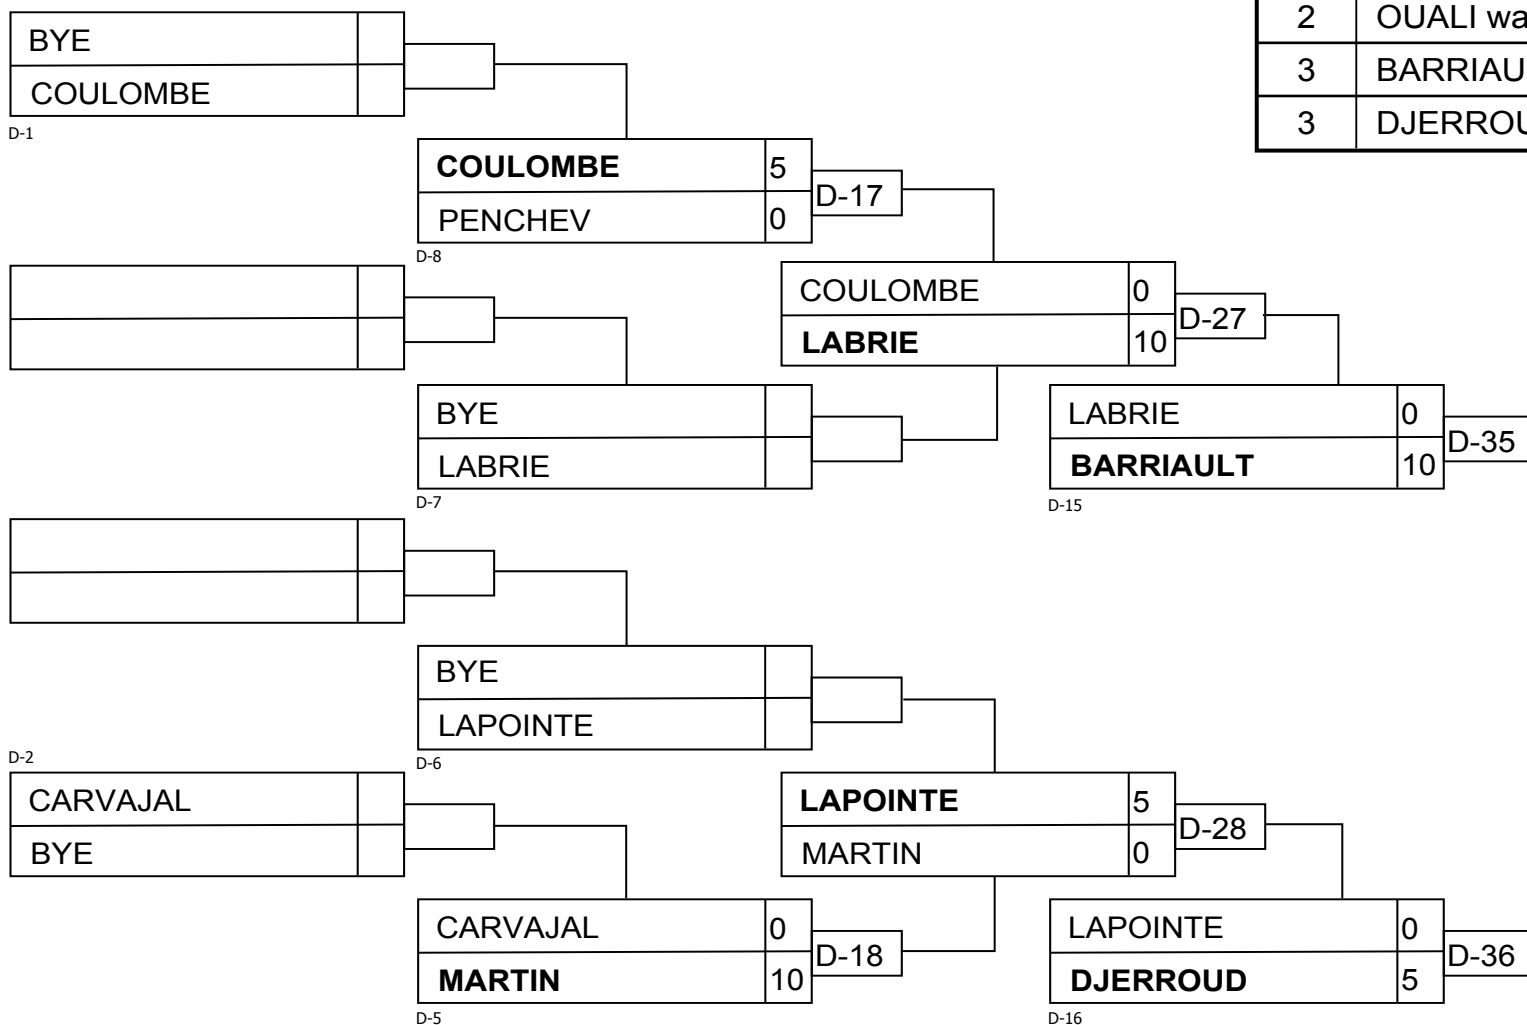 2 OUALI wa
3 BARRIAU
3 DJERROU
BYE
COULOMBE
D-1
COULOMBE 5
PENCHEV 0
D-17
D-8
COULOMBE 0
LABRIE 10
D-27
BYE
LABRIE
D-7
LABRIE 0
BARRIAULT 10
D-35
D-15
BYE
LAPOINTE
D-6
D-2
CARVAJAL
BYE
LAPOINTE 5
MARTIN 0
D-28
CARVAJAL 0
MARTIN 10
D-18
D-5
LAPOINTE 0
DJERROUD 5
D-36
D-16